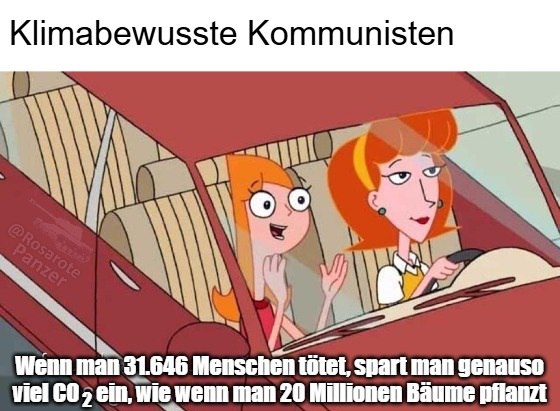 Klimabewusste Kommunisten
@Rosarote
Panzer
Wenn man 31.646 Menschen tötet, spart man genauso
viel CO2 ein, wie wenn man 20 Millionen Bäume pflanzt